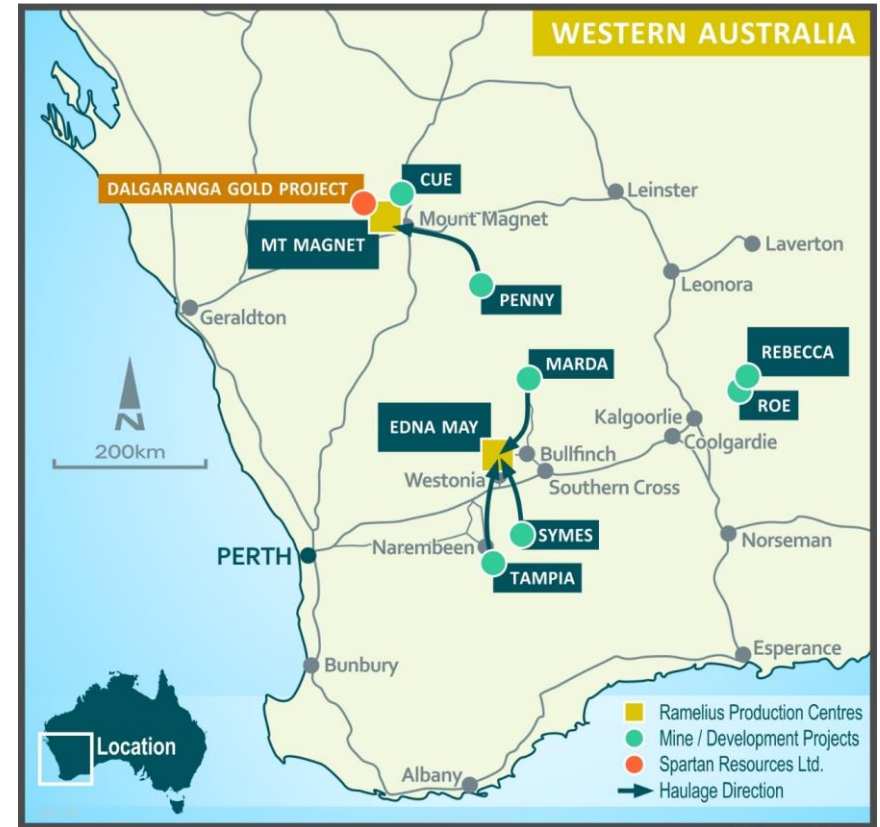 WESTERN AUSTRALIA
CUE
DALGARANGA GOLD PROJECT
Leinster
Mount Magnet
MT MAGNET
Laverton
Leonora
PENNY
Geraldton
REBECCA
MARDA
ROE
N
Kalgoorlie
EDNA MAY
Coolgardie
200km
Bullfinch
Westonia
Southern Cross
SYMES
Norseman
Narembeen
PERTH
TAMPIA
Esperance
Bunbury
Ramelius Production Centres
Mine / Development Projects
Location
Spartan Resources Ltd.
Albany
Haulage Direction